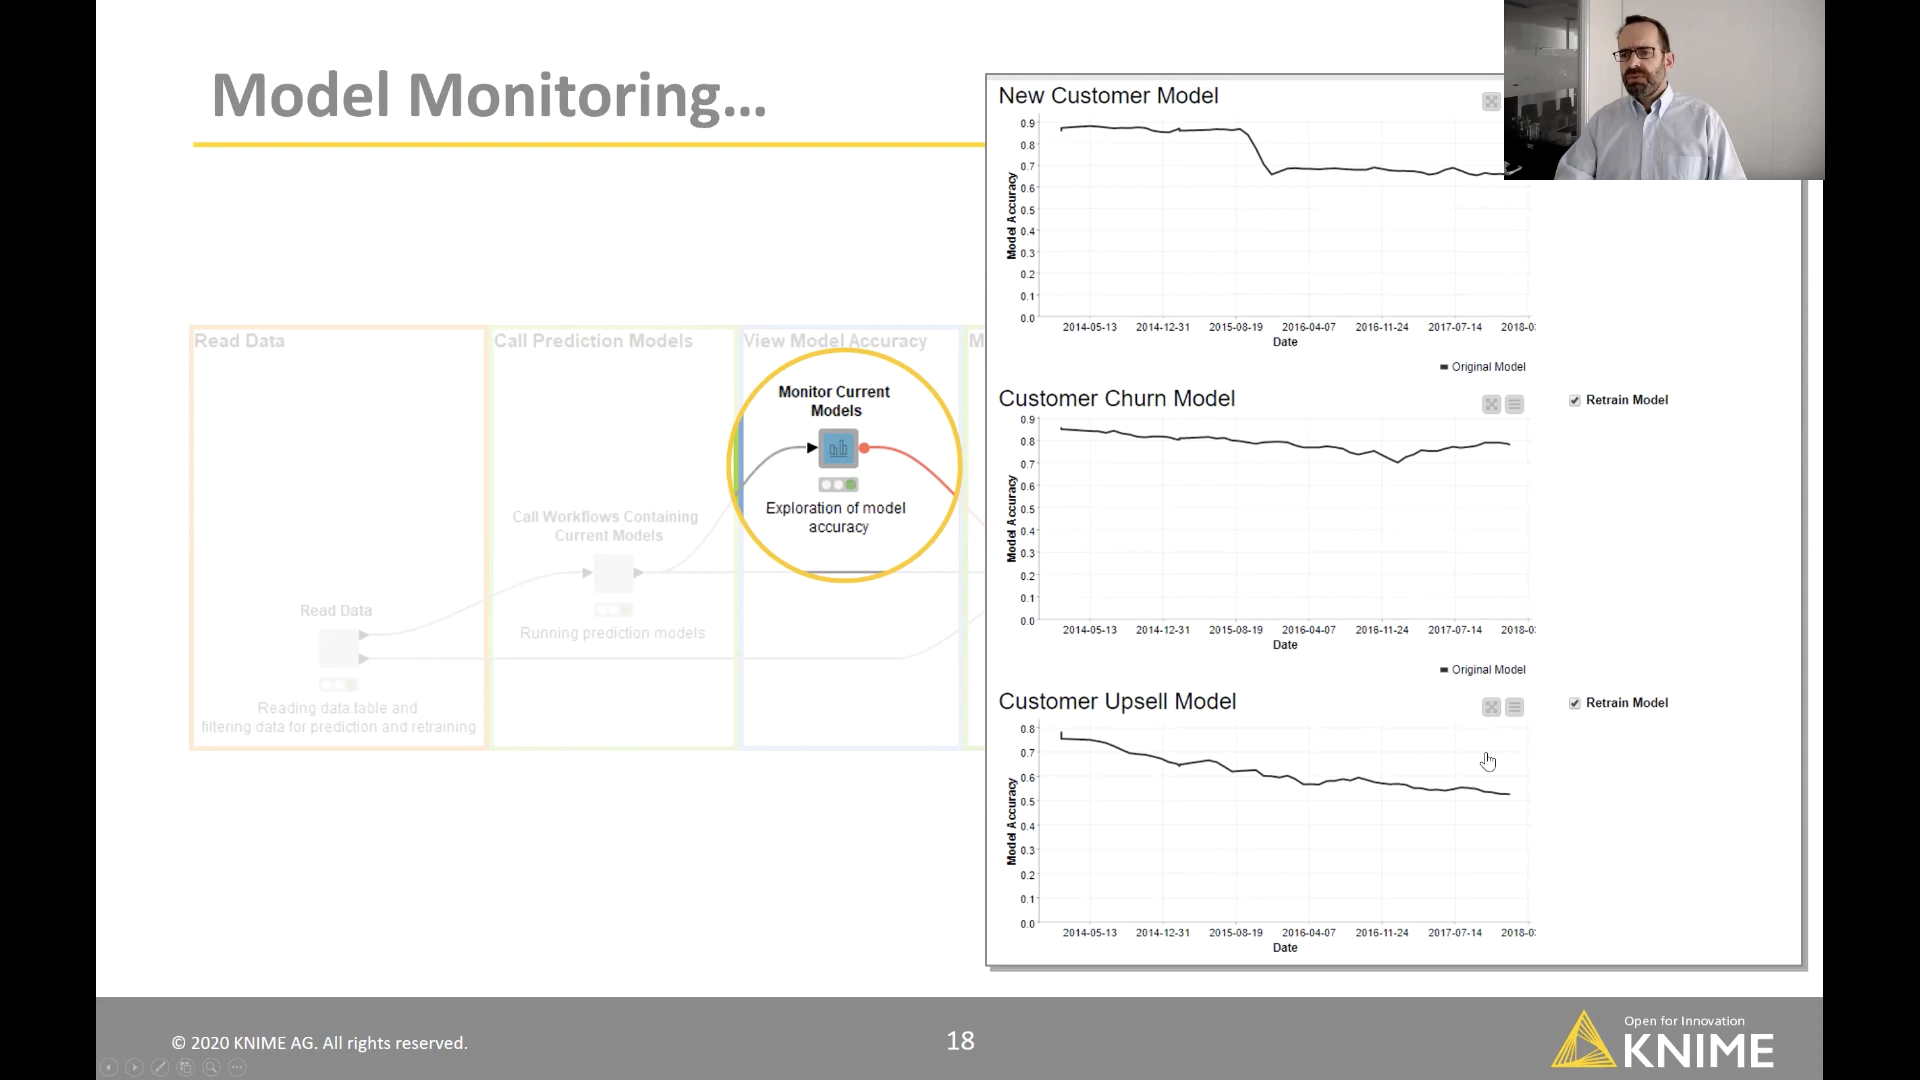 Model Monitoring...
Read Data
Call Prediction Models
View Model Accuracy
M
Monitor Current
Models
Exploration of model
accuracy
Call Workflows Containing
Current Models
Running prediction models
Read Data
Reading data table and
filtering data for prediction and retraining
New Customer Model
Model Accuracy
0.9
0.8
0.7
0.6
0.5
0.4
0.3
0.2
0.1
0.0
2014-05-13 2014-12-31 2015-08-19 2016-04-07 2016-11-24 2017-07-14 2018-0
Date
Original Model
Customer Churn Model
Retrain Model
Model Accuracy
0.9
0.8
0.7
0.6
0.5
0.4
0.3
0.2
0.1
0.0
2014-05-13 2014-12-31 2015-08-19 2016-04-07 2016-11-24 2017-07-14 2018-0
Date
Original Model
Customer Upsell Model
Retrain Model
Model Accuracy
0.8
0.7
0.6
0.5
0.4
0.3
0.2
0.1
0.0
2014-05-13 2014-12-31 2015-08-19 2016-04-07 2016-11-24 2017-07-14 2018-0
Date
© 2020 KNIME AG. All rights reserved.
18
Open for Innovation
KNIME